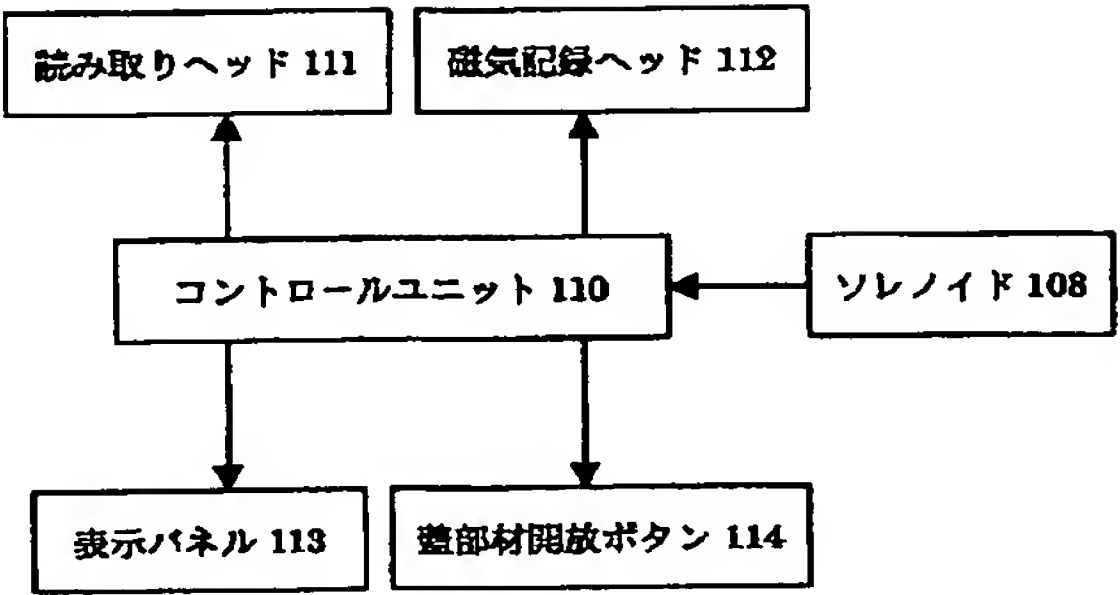 読み取りヘッド 111
磁気記録ヘッド 112
コントロールユニット 110
ソレノイド 108
表示パネル 113
蓋部材開放ボタン 114